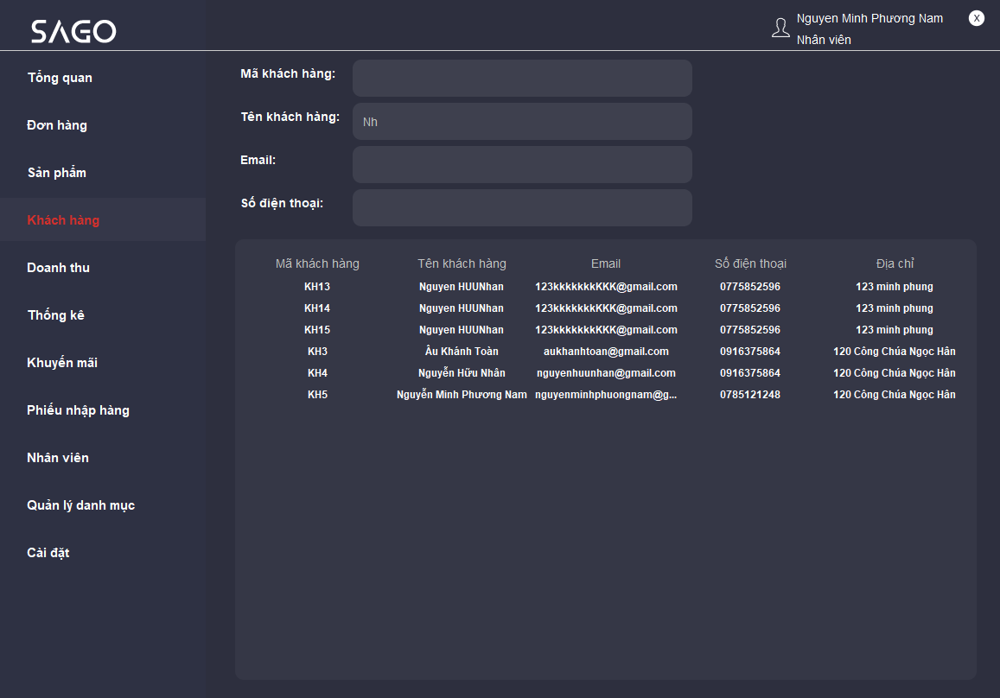 SAGO
Nguyen Minh Phương Nam
X
Nhân viên
Tổng quan
Đơn hàng
Sản phẩm
Khách hàng
Doanh thu
Thống kê
Khuyến mãi
Phiếu nhập hàng
Nhân viên
Quản lý danh mục
Cài đặt
Mã khách hàng:
Tên khách hàng: Nh
Email:
Số điện thoại:
Mã khách hàng Tên khách hàng Email Số điện thoại Địa chỉ
KH13 Nguyen HUUNhan 123kkkkkkkKKK@gmail.com 0775852596 123 minh phung
KH14 Nguyen HUUNhan 123kkkkkkkKKK@gmail.com 0775852596 123 minh phung
KH15 Nguyen HUUNhan 123kkkkkkkKKK@gmail.com 0775852596 123 minh phung
KH3 Âu Khánh Toàn aukhanhtoan@gmail.com 0916375864 120 Công Chúa Ngọc Hân
KH4 Nguyễn Hữu Nhân nguyenhuunhan@gmail.com 0916375864 120 Công Chúa Ngọc Hân
KH5 Nguyễn Minh Phương Nam nguyenminhphuongnam@g... 0785121248 120 Công Chúa Ngọc Hân